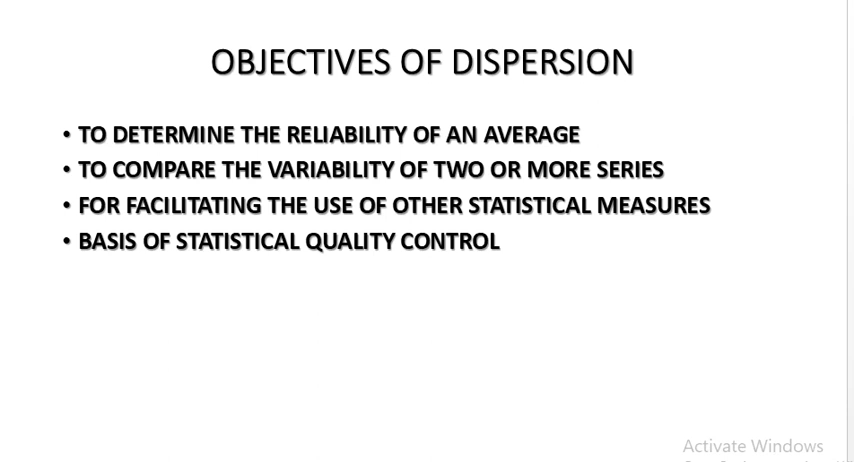 OBJECTIVES OF DISPERSION
• TO DETERMINE THE RELIABILITY OF AN AVERAGE
• TO COMPARE THE VARIABILITY OF TWO OR MORE SERIES
• FOR FACILITATING THE USE OF OTHER STATISTICAL MEASURES
• BASIS OF STATISTICAL QUALITY CONTROL
Activate Windows